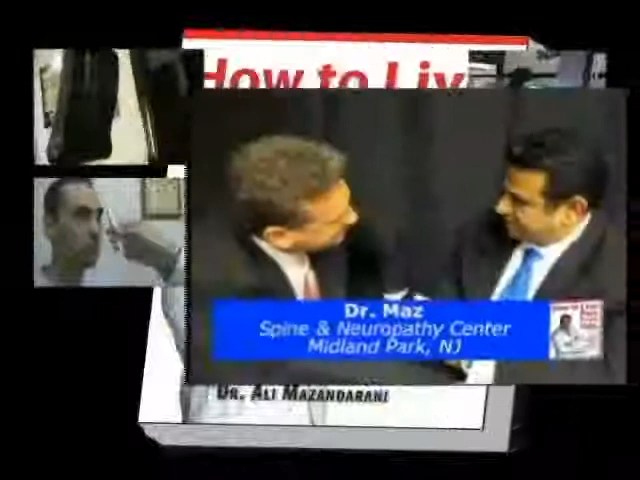 How to Liv
Dr. Maz
Spine & Neuropathy Center
Midland Park, NJ
DR. ALI MAZANDARANI